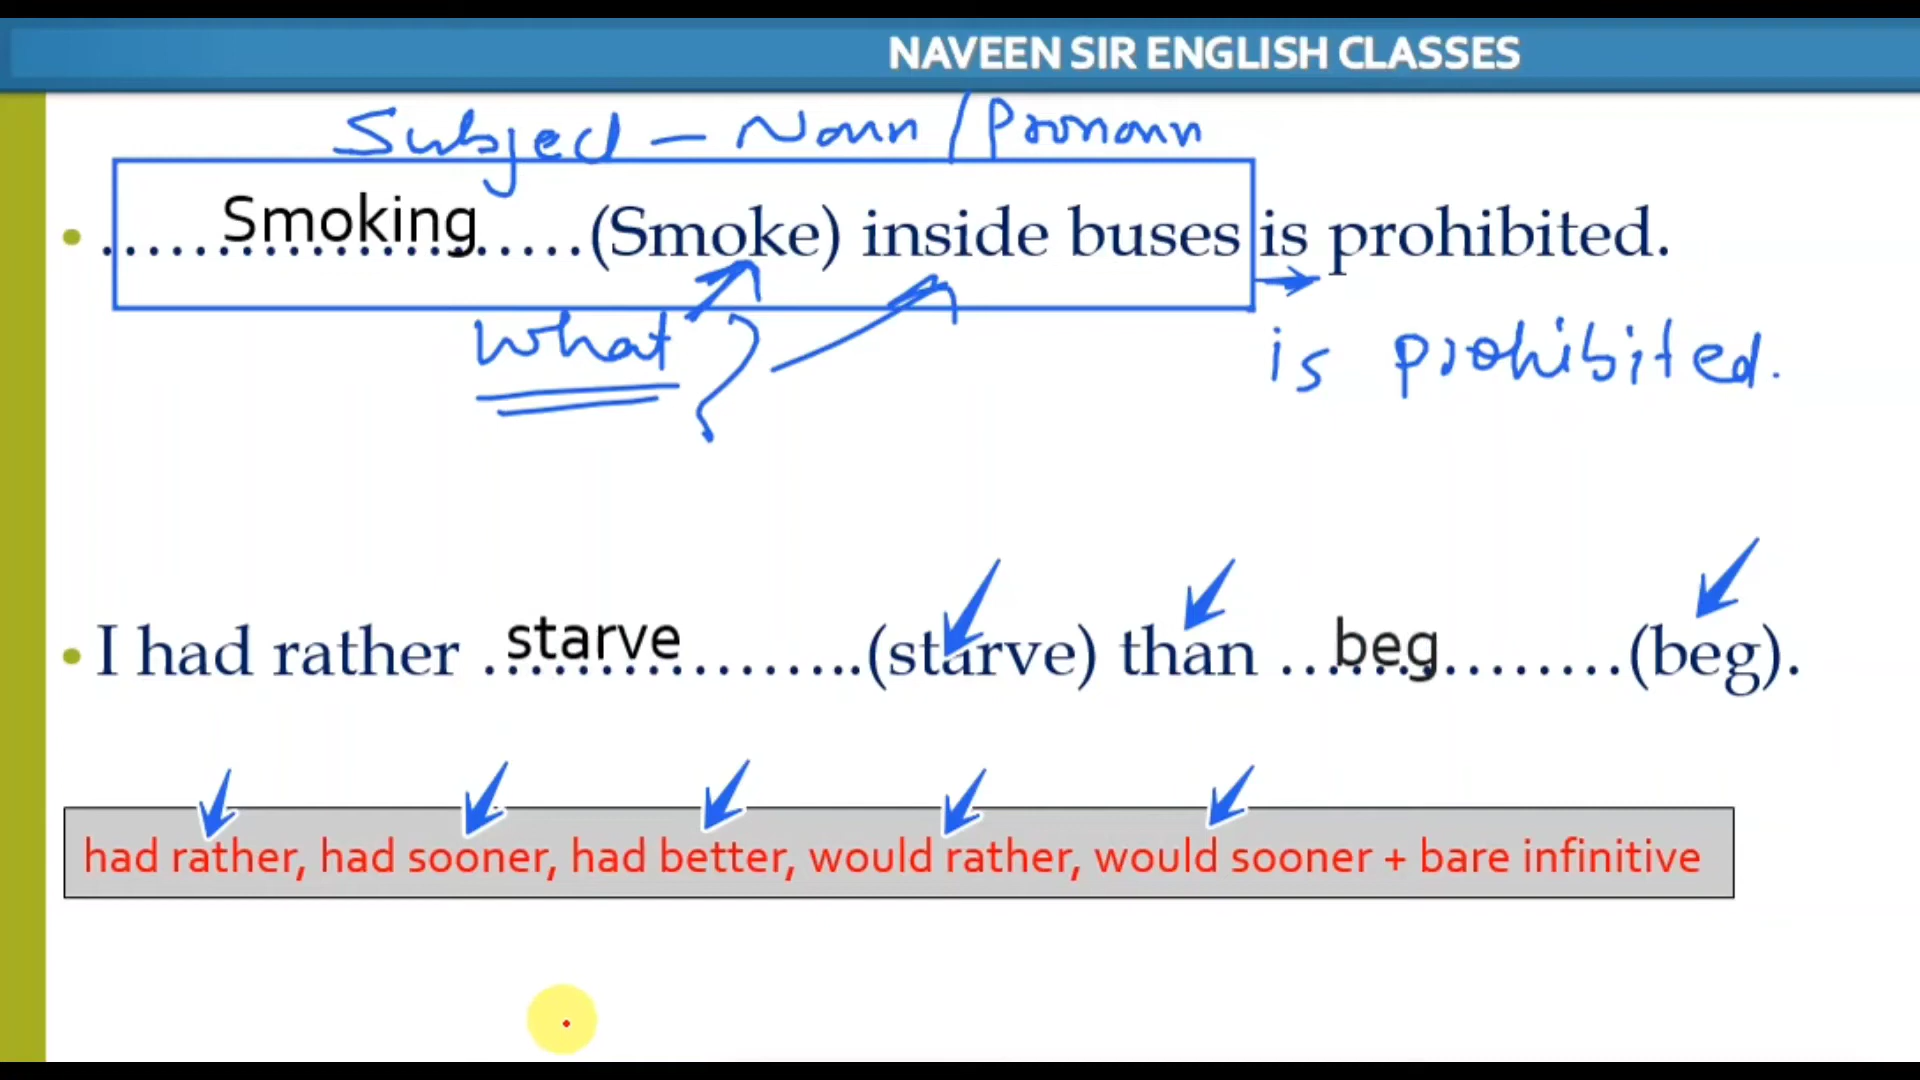 NAVEEN SIR ENGLISH CLASSES
Subject – Noun / Pronoun
• ........Smoking........(Smoke) inside buses is prohibited.
what ?
is prohibited.
• I had rather ....starve....(starve) than ....beg....(beg).
had rather, had sooner, had better, would rather, would sooner + bare infinitive